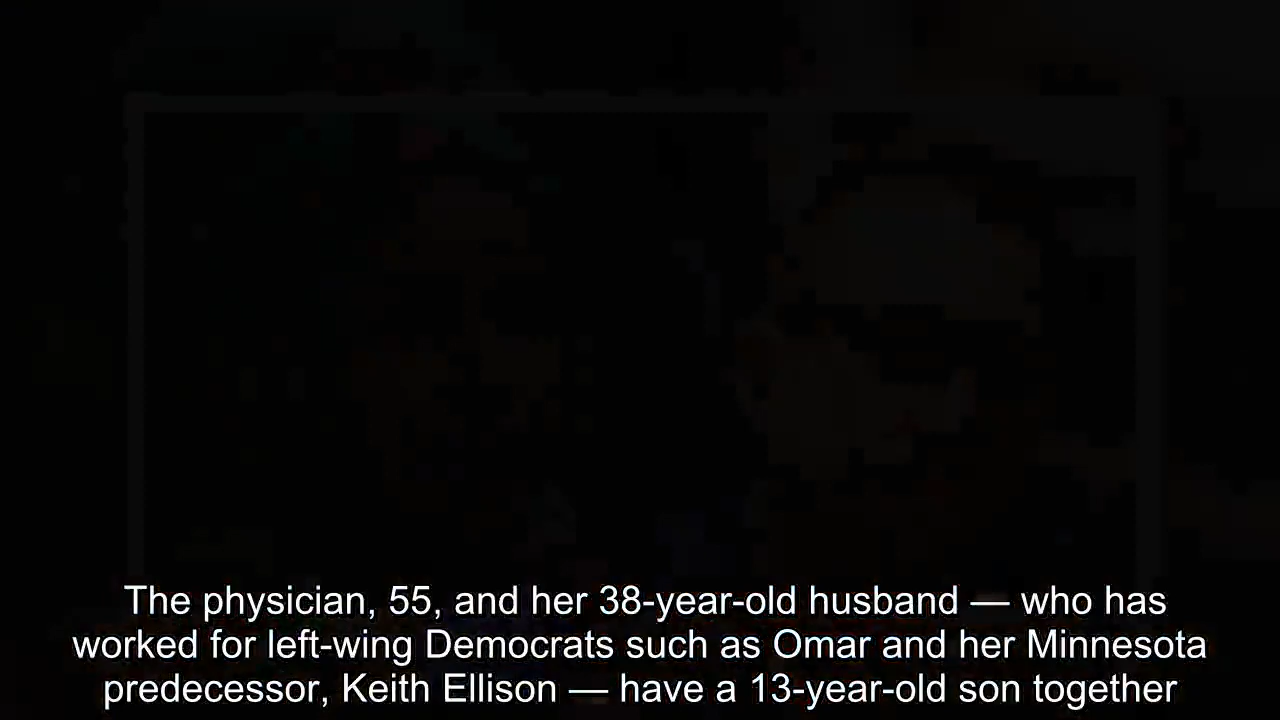 The physician, 55, and her 38-year-old husband — who has
worked for left-wing Democrats such as Omar and her Minnesota
predecessor, Keith Ellison — have a 13-year-old son together